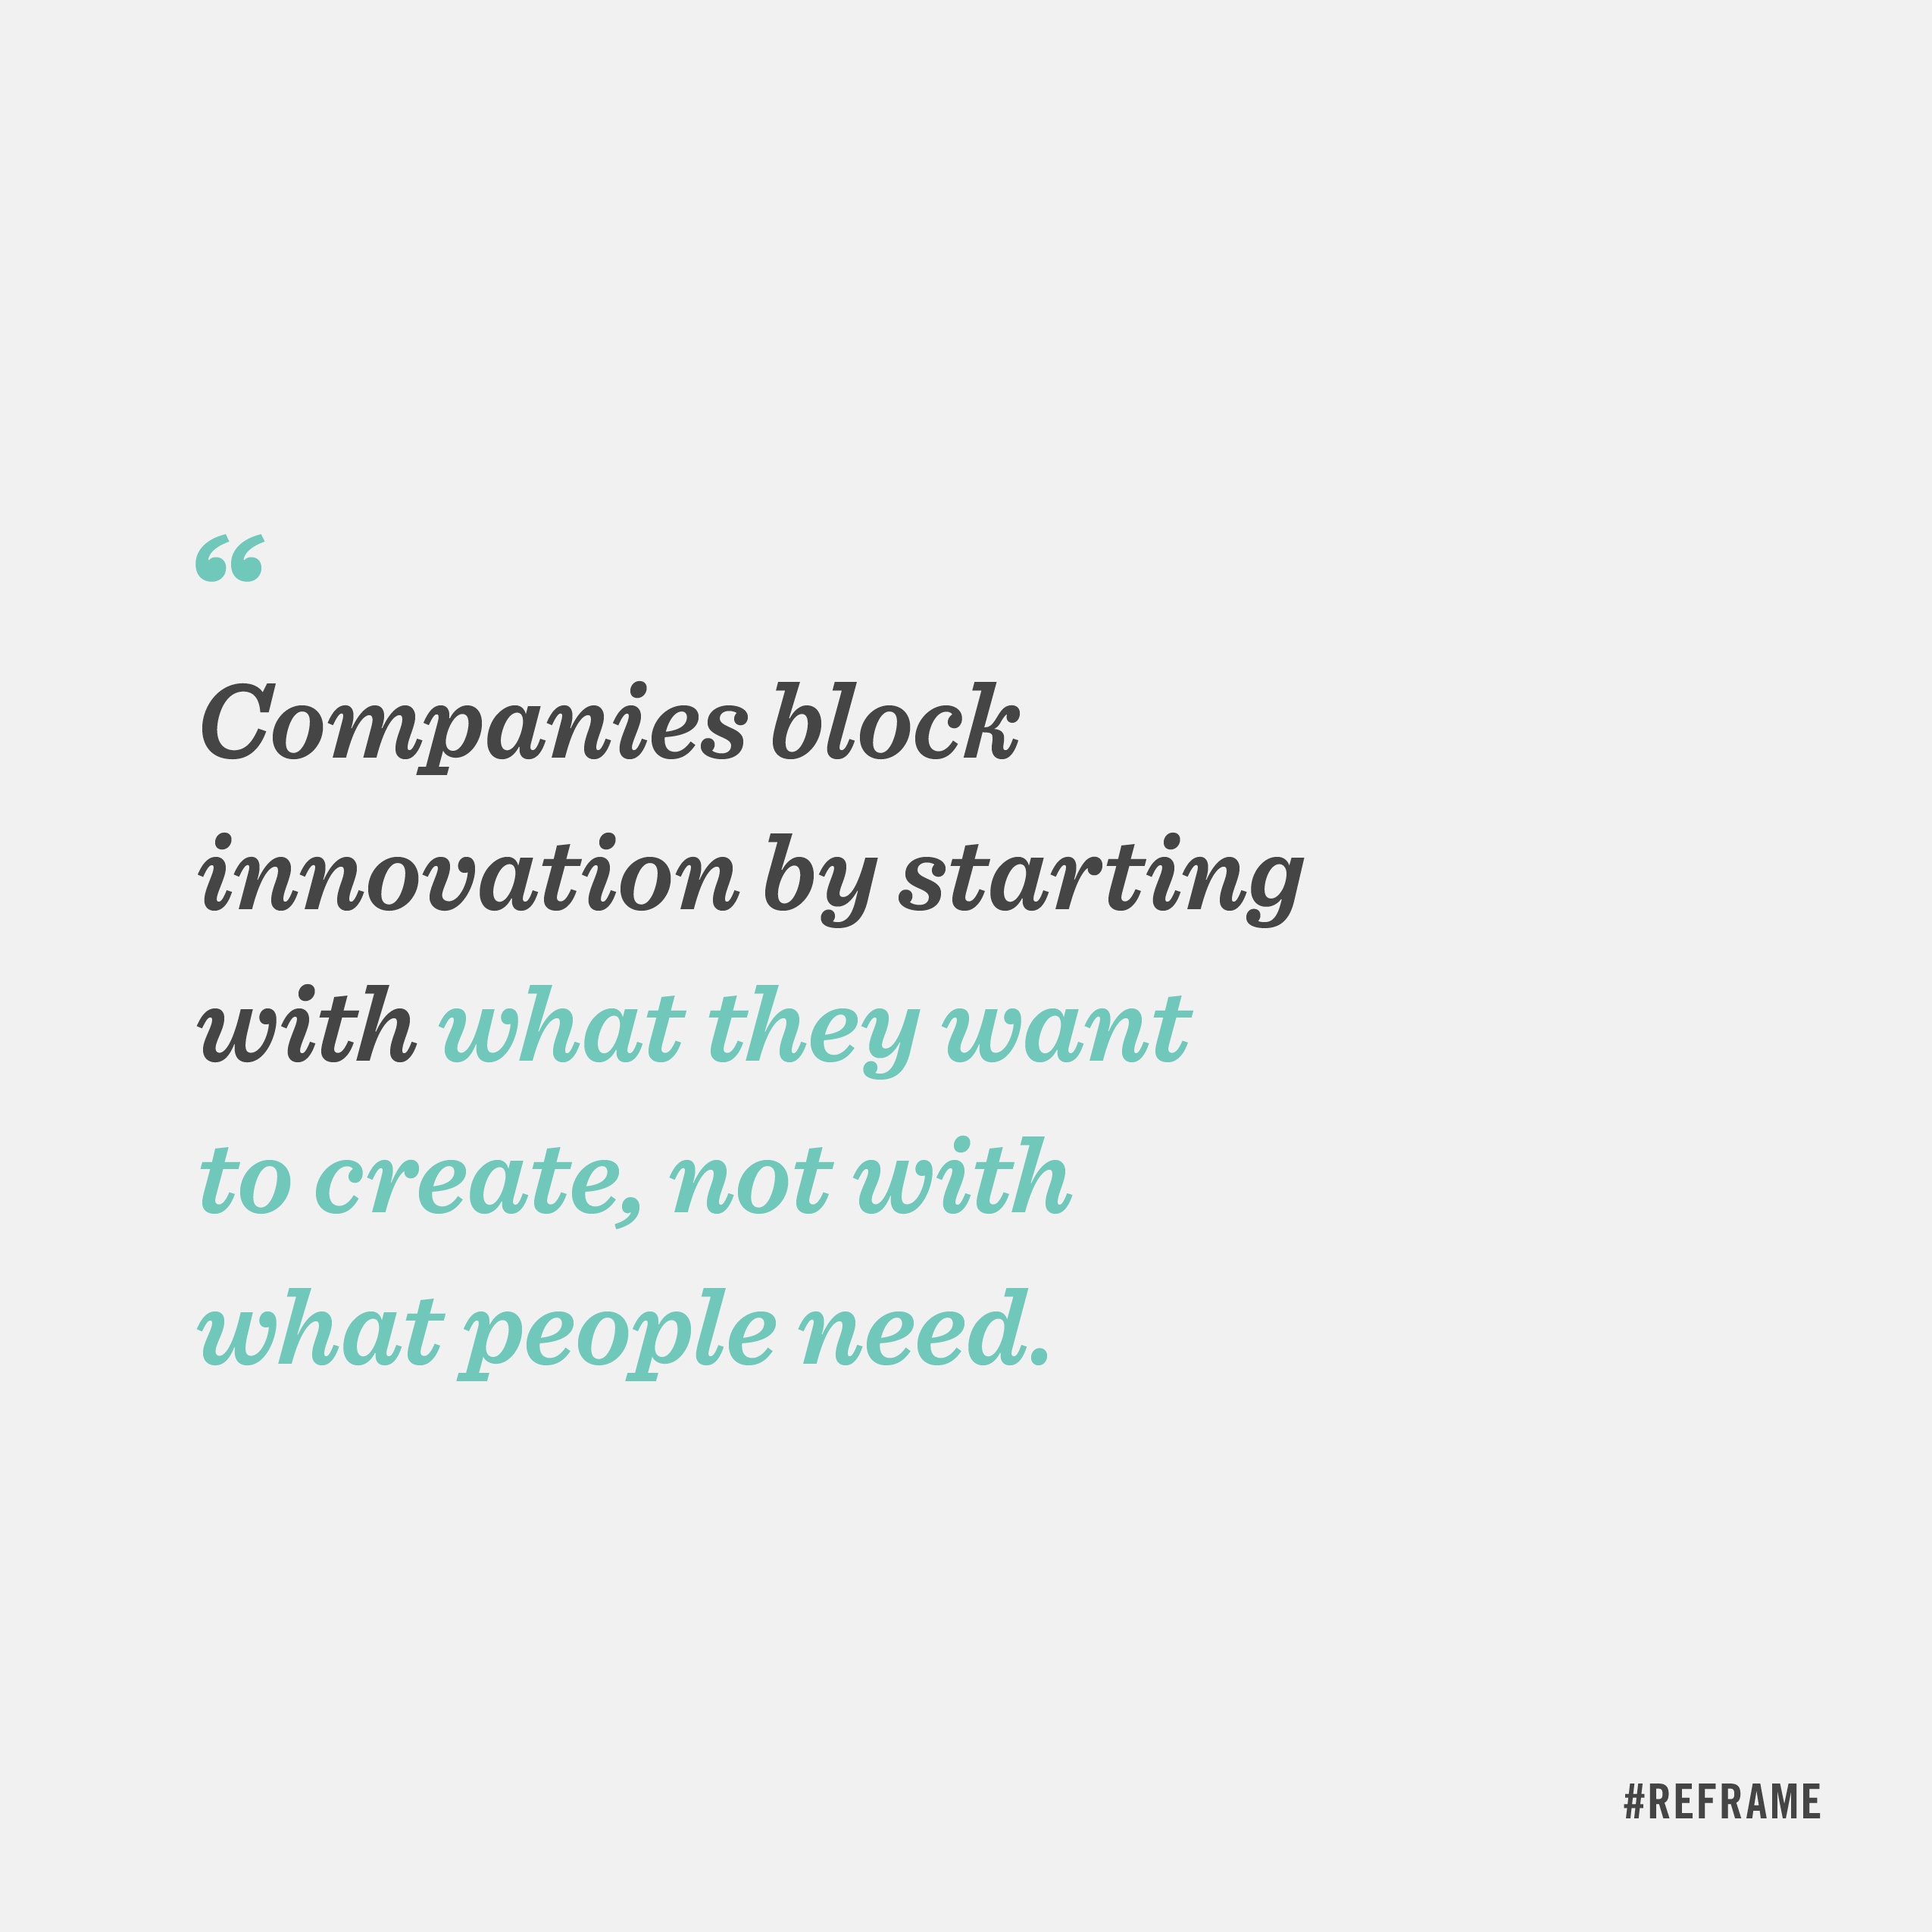 “
Companies block
innovation by starting
with what they want
to create, not with
what people need.
#REFRAME